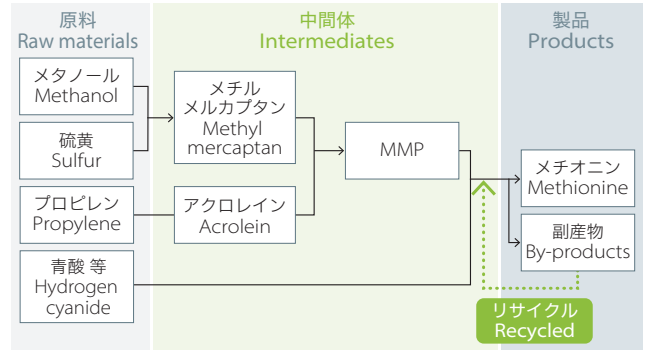 原料
Raw materials
中間体
Intermediates
製品
Products
メタノール
Methanol
硫黄
Sulfur
プロピレン
Propylene
青酸 等
Hydrogen
cyanide
メチル
メルカプタン
Methyl
mercaptan
アクロレイン
Acrolein
MMP
メチオニン
Methionine
副産物
By-products
リサイクル
Recycled